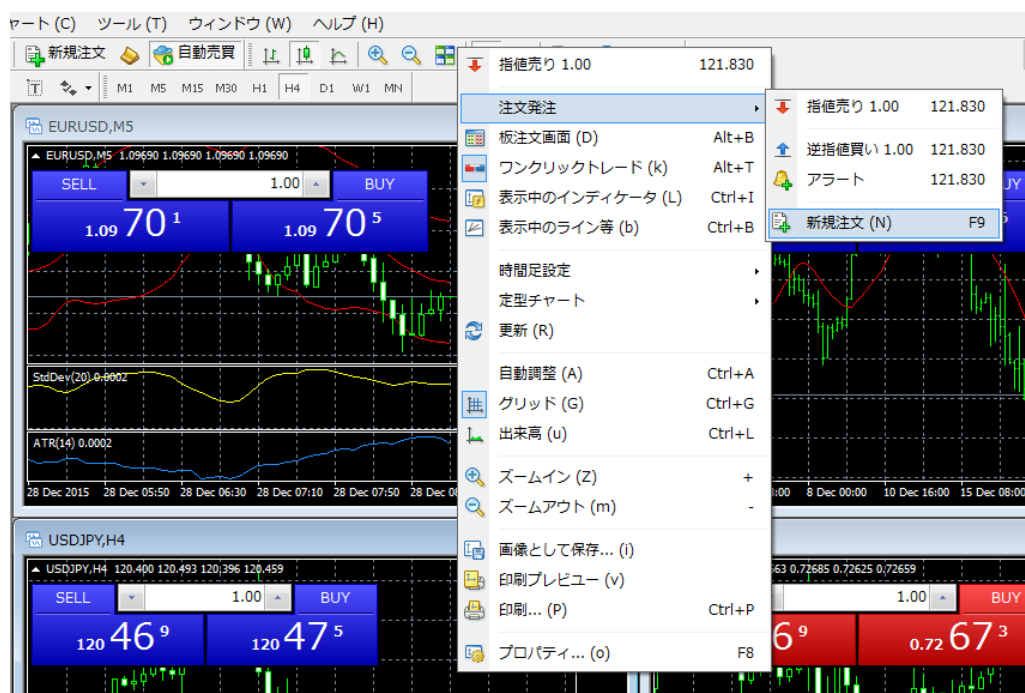 ャート (C) ツール (T) ウィンドウ (W) ヘルプ (H)
新規注文 自動売買
T M1 M5 M15 M30 H1 H4 D1 W1 MN
EURUSD,M5
EURUSD,M5 1.09690 1.09690 1.09690 1.09690
SELL 1.00 BUY
1.09 70 1 1.09 70 5
StdDev(20) 0.0002
ATR(14) 0.0002
28 Dec 2015 28 Dec 05:50 28 Dec 06:30 28 Dec 07:10 28 Dec 07:50 28 Dec
USDJPY,H4
USDJPY,H4 120.400 120.493 120.396 120.459
SELL 1.00 BUY
120 46 9 120 47 5
指値売り 1.00 121.830
注文発注
板注文画面 (D) Alt+B
ワンクリックトレード (k) Alt+T
表示中のインディケータ (L) Ctrl+I
表示中のライン等 (b) Ctrl+B
時間足設定
定型チャート
更新 (R)
自動調整 (A) Ctrl+A
グリッド (G) Ctrl+G
出来高 (u) Ctrl+L
ズームイン (Z) +
ズームアウト (m) -
画像として保存... (i)
印刷プレビュー (v)
印刷... (P) Ctrl+P
プロパティ... (o) F8
指値売り 1.00 121.830
逆指値買い 1.00 121.830
アラート 121.830
新規注文 (N) F9
8 Dec 00:00 10 Dec 16:00 15 Dec 08:00
0.72685 0.72625 0.72659
1.00 BUY
6 9 0.72 67 3